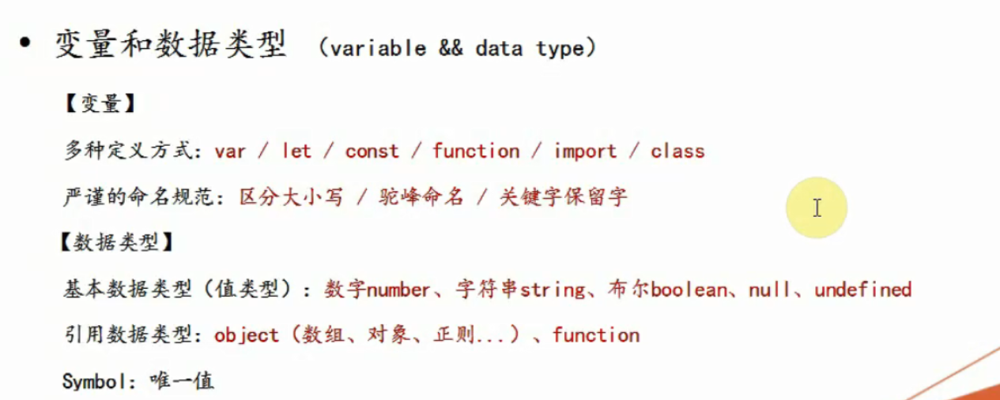 • 变量和数据类型 （variable && data type）
【变量】
多种定义方式：var / let / const / function / import / class
严谨的命名规范：区分大小写 / 驼峰命名 / 关键字保留字
【数据类型】
基本数据类型（值类型）：数字number、字符串string、布尔boolean、null、undefined
引用数据类型：object（数组、对象、正则...）、function
Symbol：唯一值